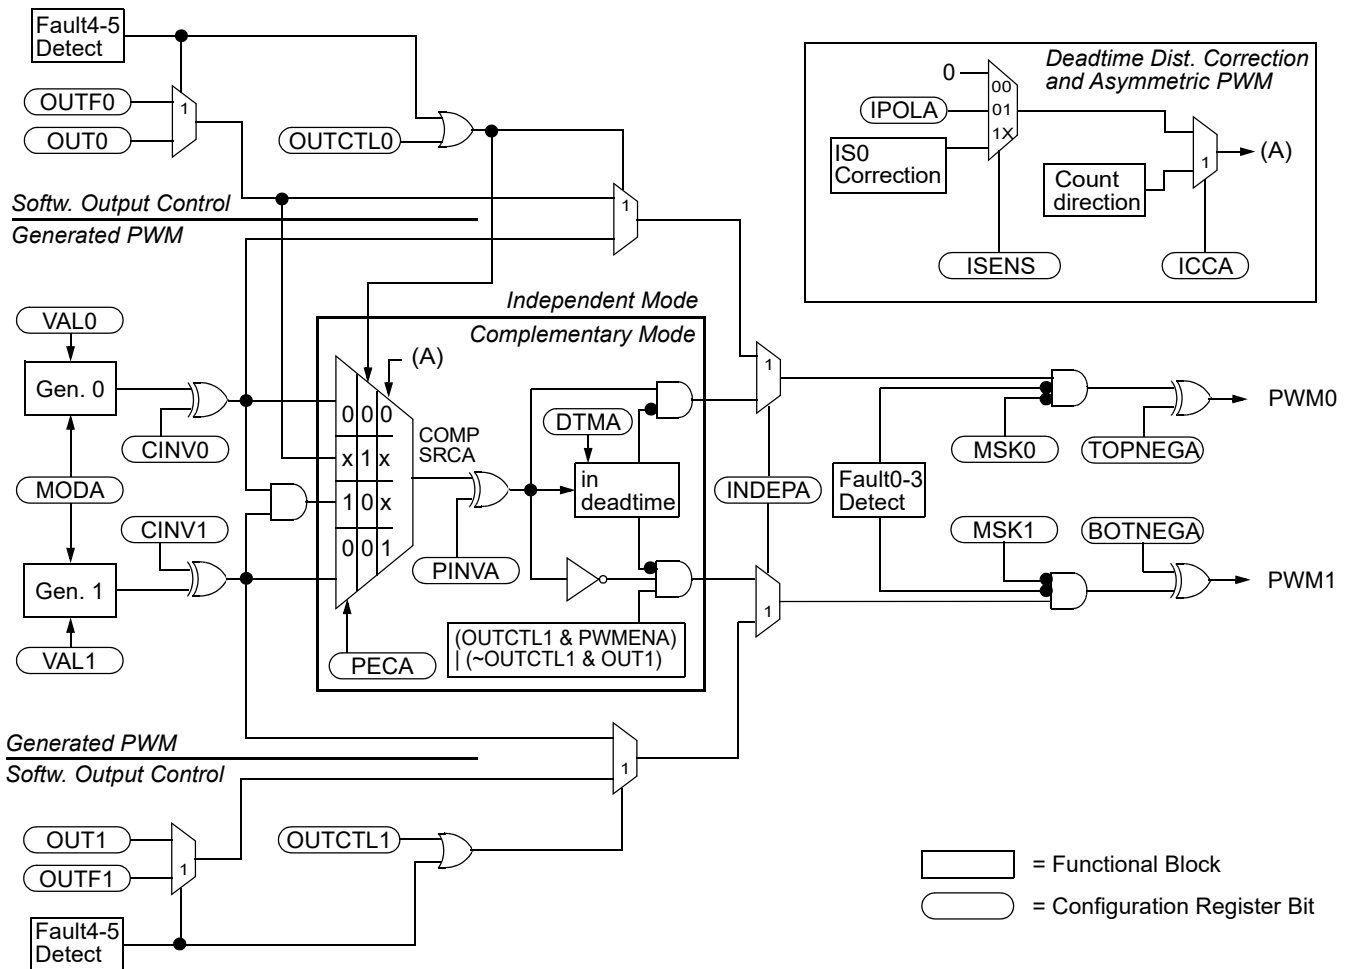 Fault4-5
Detect
OUTF0
OUT0
1
OUTCTL0
Softw. Output Control
Generated PWM
1
Deadtime Dist. Correction
and Asymmetric PWM
0
IPOLA
IS0
Correction
00
01
1X
Count
direction
1
(A)
ISENS
ICCA
Independent Mode
Complementary Mode
VAL0
Gen. 0
CINV0
MODA
CINV1
Gen. 1
VAL1
(A)
0 0 0
x 1 x
1 0 x
0 0 1
COMP
SRCA
PINVA
PECA
DTMA
in
deadtime
(OUTCTL1 & PWMENA)
| (~OUTCTL1 & OUT1)
1
INDEPA
1
Fault0-3
Detect
MSK0
MSK1
TOPNEGA
BOTNEGA
PWM0
PWM1
Generated PWM
Softw. Output Control
1
OUT1
OUTF1
1
OUTCTL1
Fault4-5
Detect
= Functional Block
= Configuration Register Bit